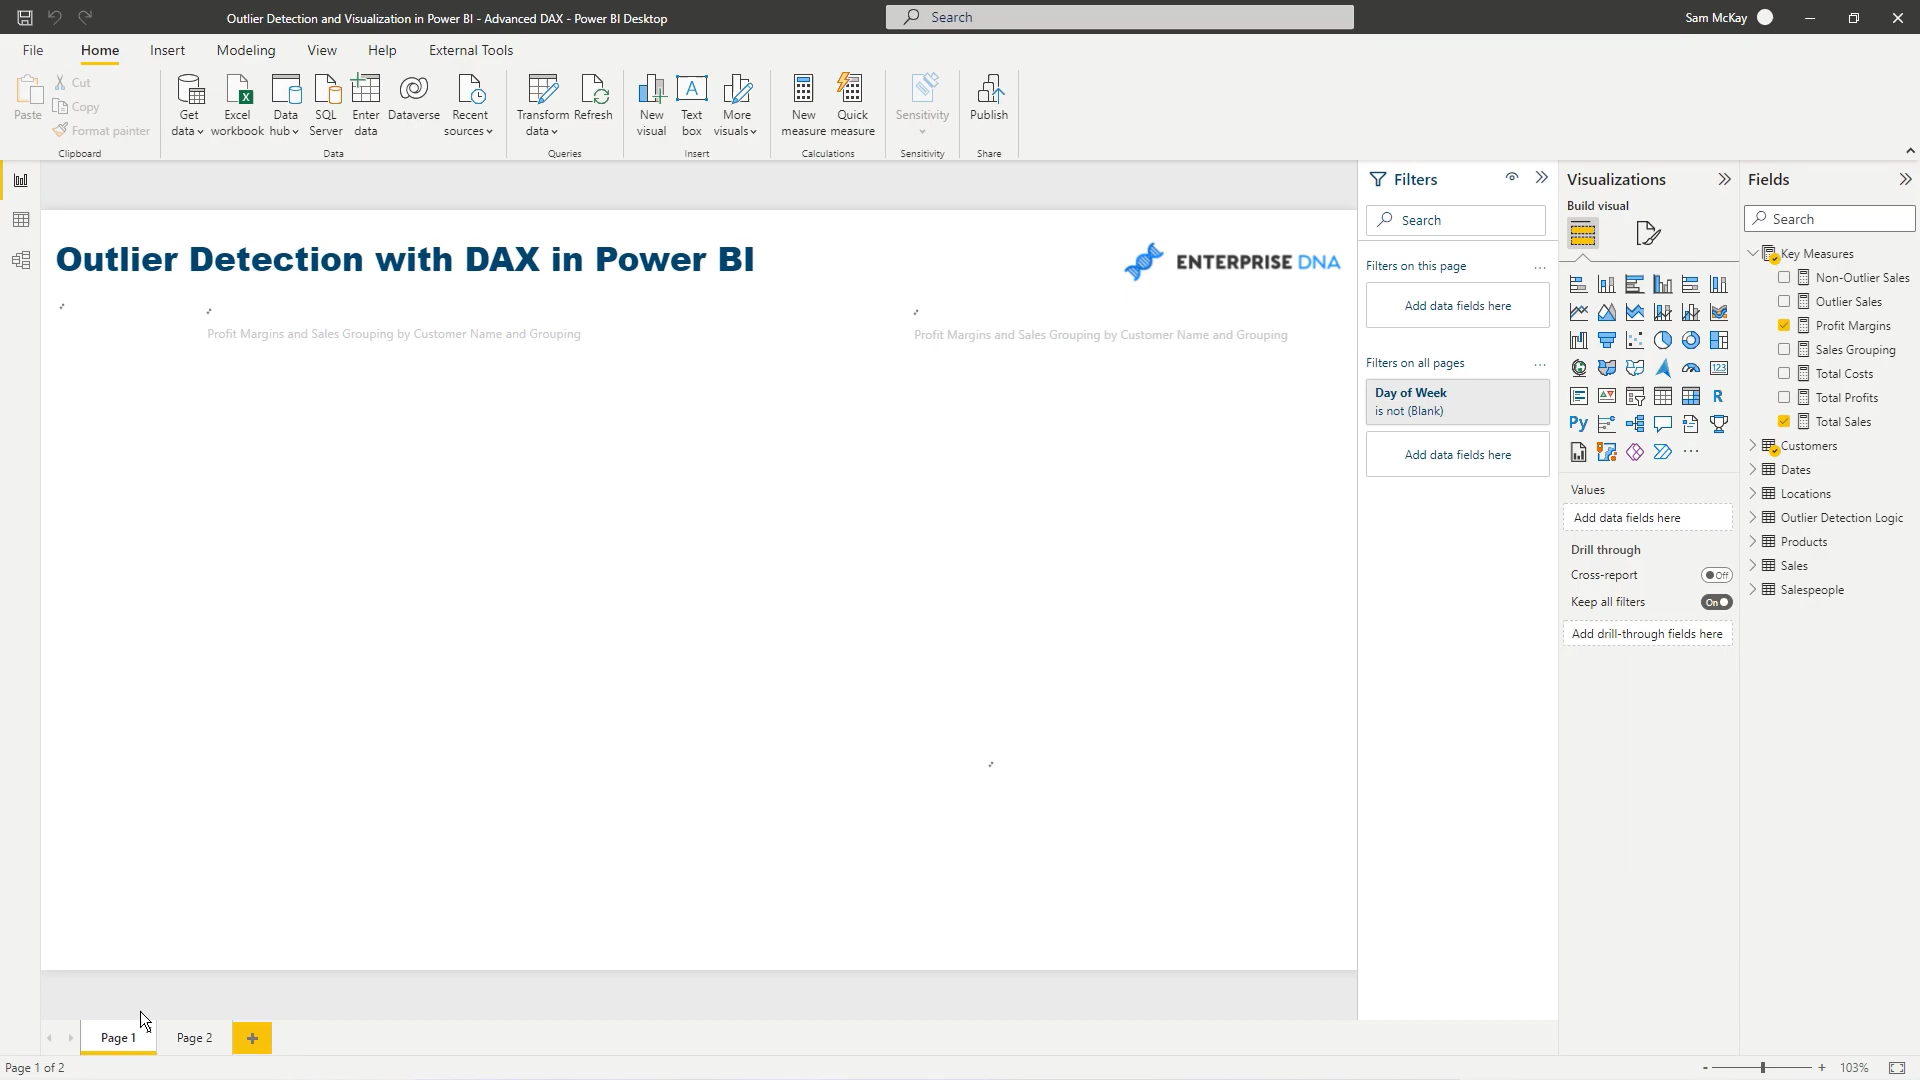 Outlier Detection and Visualization in Power BI - Advanced DAX - Power BI Desktop
Search
Sam McKay
File Home Insert Modeling View Help External Tools
Paste
Cut
Copy
Format painter
Clipboard
Get data
Excel workbook
Data hub
SQL Server
Enter data
Dataverse
Recent sources
Data
Transform data
Refresh
Queries
New visual
A
Text box
More visuals
Insert
New measure
Quick measure
Calculations
Sensitivity
Sensitivity
Publish
Share
Outlier Detection with DAX in Power BI
ENTERPRISE DNA
Profit Margins and Sales Grouping by Customer Name and Grouping
Profit Margins and Sales Grouping by Customer Name and Grouping
Filters
Search
Filters on this page
...
Add data fields here
Filters on all pages
...
Day of Week
is not (Blank)
Add data fields here
Visualizations
Build visual
123
R
Py
...
Values
Add data fields here
Drill through
Cross-report
Off
Keep all filters
On
Add drill-through fields here
Fields
Search
Key Measures
Non-Outlier Sales
Outlier Sales
Profit Margins
Sales Grouping
Total Costs
Total Profits
Total Sales
Customers
Dates
Locations
Outlier Detection Logic
Products
Sales
Salespeople
Page 1
Page 2
+
Page 1 of 2
- + 103%